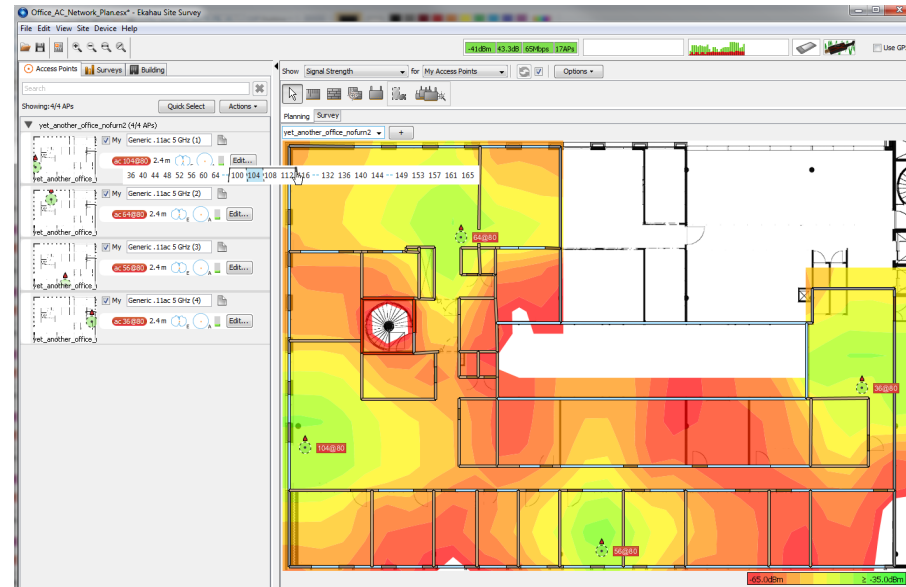 Office_AC_Network_Plan.esx* - Ekahau Site Survey
File Edit View Site Device Help
-41dBm 43.3dB 65Mbps 17APs
Use GP
Access Points Surveys Building
Show Signal Strength for My Access Points Options
Search
Showing: 4/4 APs Quick Select Actions
Planning Survey
yet_another_office_nofurn2 (4/4 APs)
yet_another_office_nofurn2 +
My Generic .11ac 5 GHz (1)
ac 104@80 2.4 m E A Edit...
yet_another_office_
36 40 44 48 52 56 60 64 -- 100 104 108 112 116 -- 132 136 140 144 -- 149 153 157 161 165
My Generic .11ac 5 GHz (2)
ac 64@80 2.4 m E A Edit...
yet_another_office_
My Generic .11ac 5 GHz (3)
ac 56@80 2.4 m E A Edit...
yet_another_office_
My Generic .11ac 5 GHz (4)
ac 36@80 2.4 m E A Edit...
yet_another_office_
64@80
36@80
104@80
56@80
-65.0dBm ≥ -35.0dBm